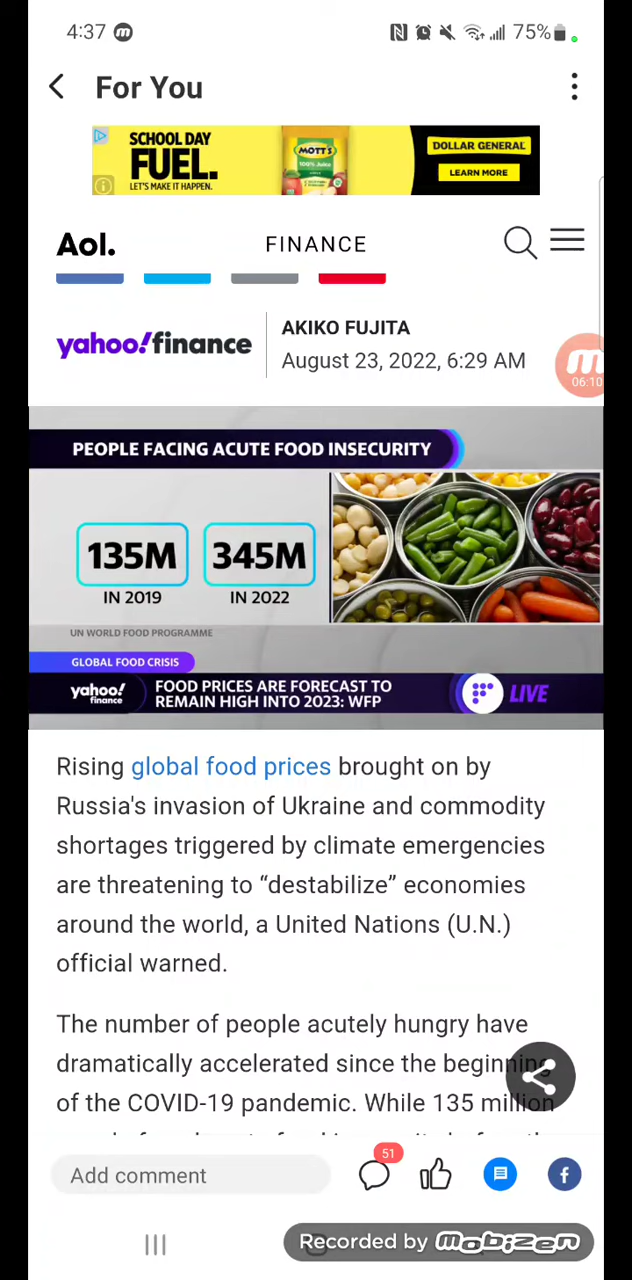 4:37 m 75%
For You
SCHOOL DAY
FUEL.
LET'S MAKE IT HAPPEN.
MOTT'S
100% Juice
DOLLAR GENERAL
LEARN MORE
Aol.
FINANCE
yahoo!finance
AKIKO FUJITA
August 23, 2022, 6:29 AM
m
06:10
PEOPLE FACING ACUTE FOOD INSECURITY
135M
345M
IN 2019
IN 2022
UN WORLD FOOD PROGRAMME
GLOBAL FOOD CRISIS
yahoo!
finance
FOOD PRICES ARE FORECAST TO
REMAIN HIGH INTO 2023: WFP
LIVE
Rising global food prices brought on by
Russia's invasion of Ukraine and commodity
shortages triggered by climate emergencies
are threatening to “destabilize” economies
around the world, a United Nations (U.N.)
official warned.
The number of people acutely hungry have
dramatically accelerated since the beginning
of the COVID-19 pandemic. While 135 million
Add comment
51
f
Recorded by mobizen